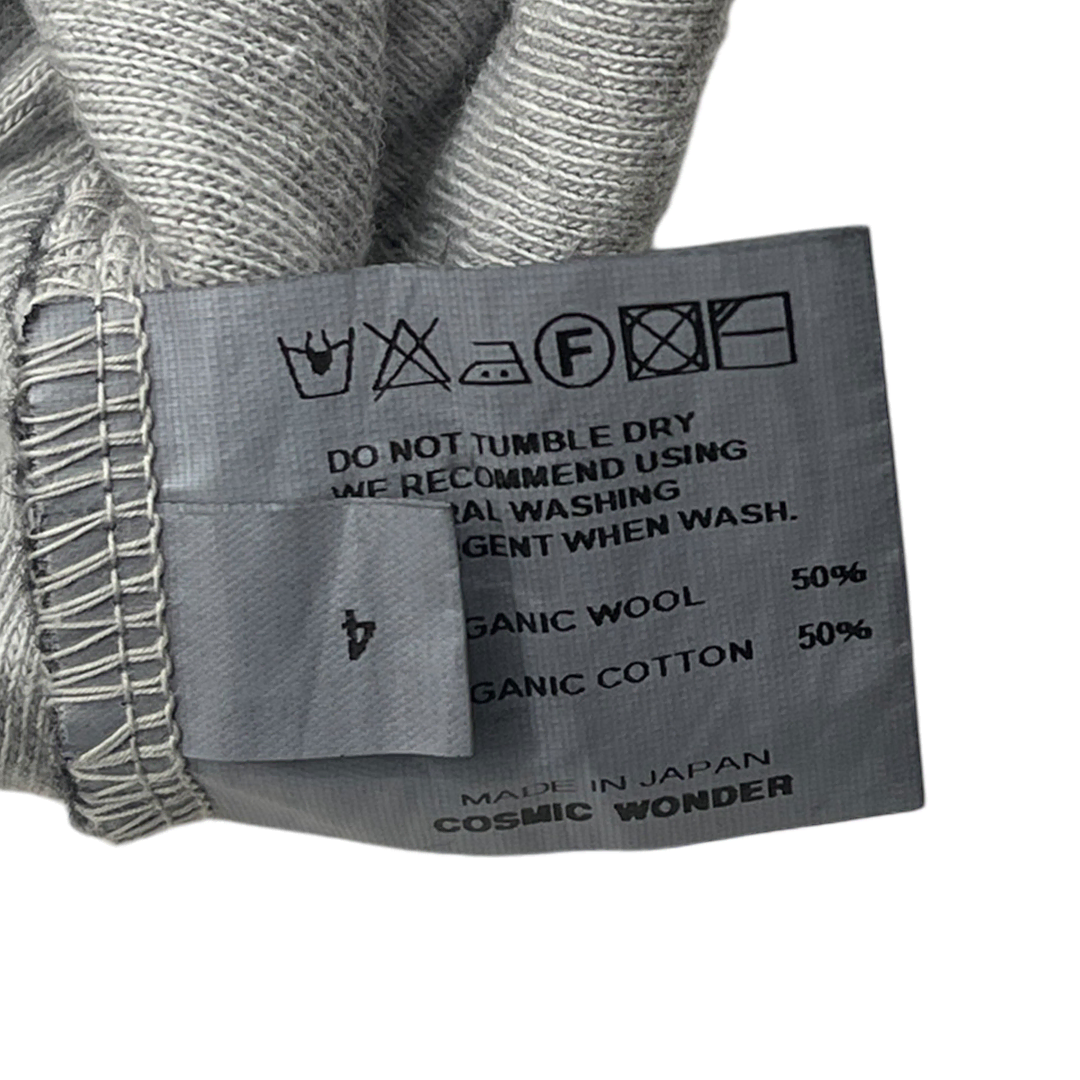 F
DO NOT TUMBLE DRY
WE RECOMMEND USING
RAL WASHING
GENT WHEN WASH.
GANIC WOOL 50%
GANIC COTTON 50%
4
MADE IN JAPAN
COSMIC WONDER